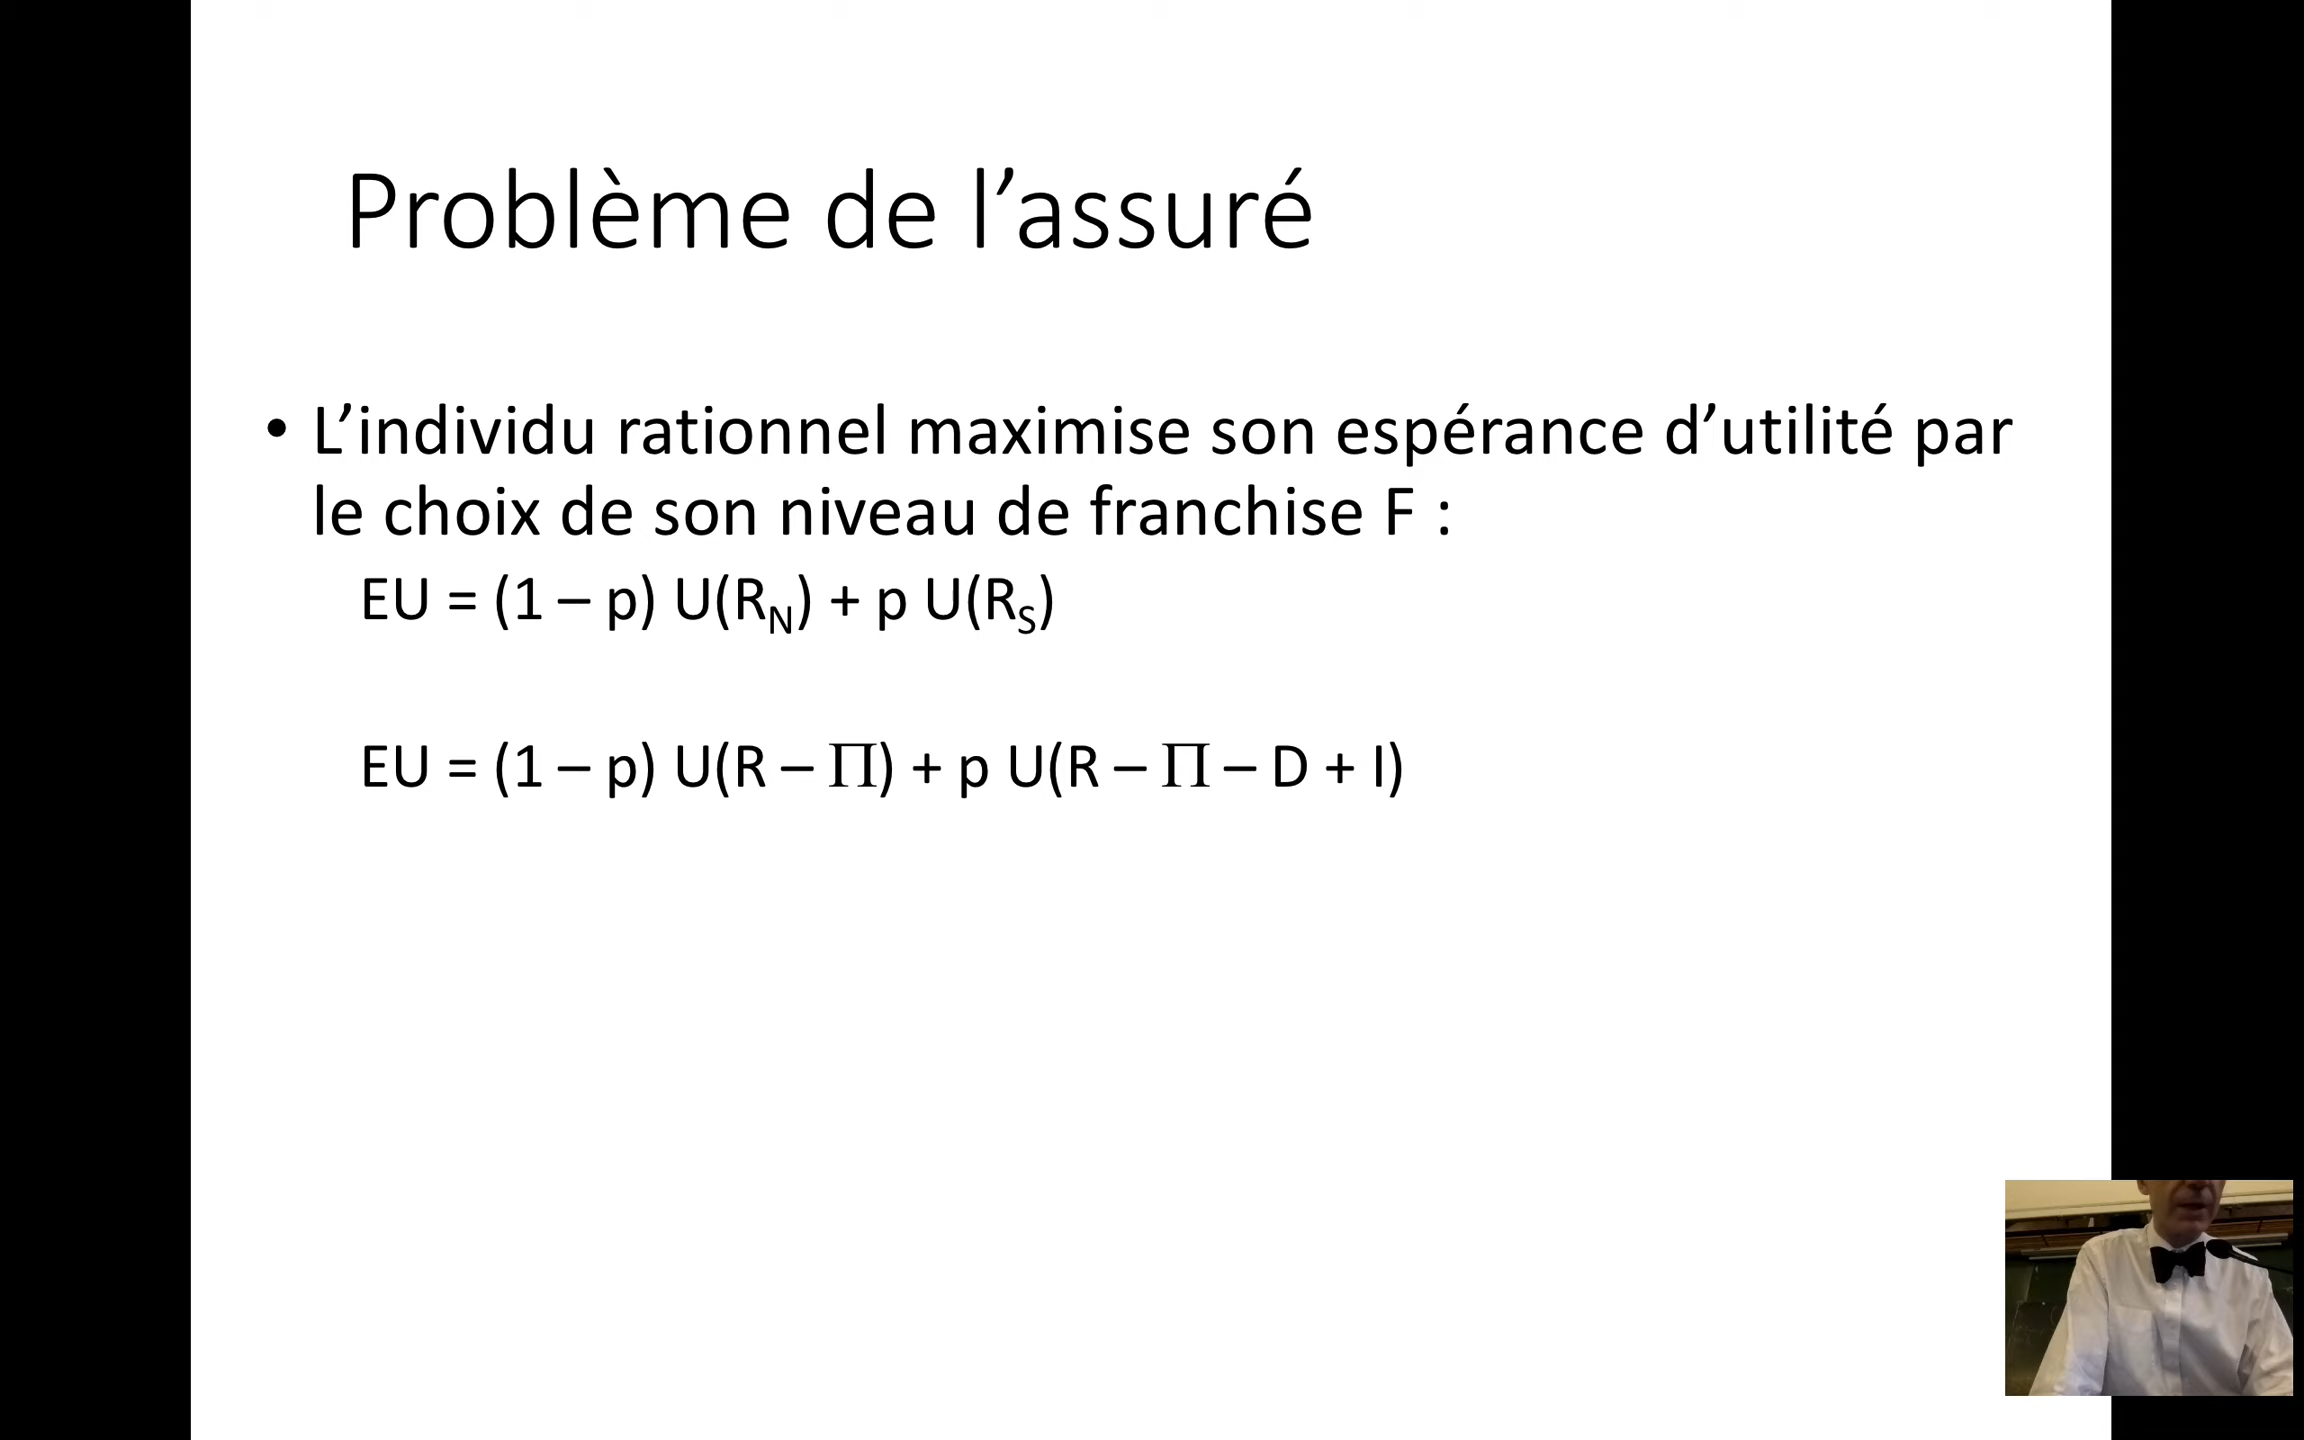 Problème de l’assuré
• L’individu rationnel maximise son espérance d’utilité par
le choix de son niveau de franchise F :
EU = (1 – p) U(R_N) + p U(R_S)
EU = (1 – p) U(R – Π) + p U(R – Π – D + I)